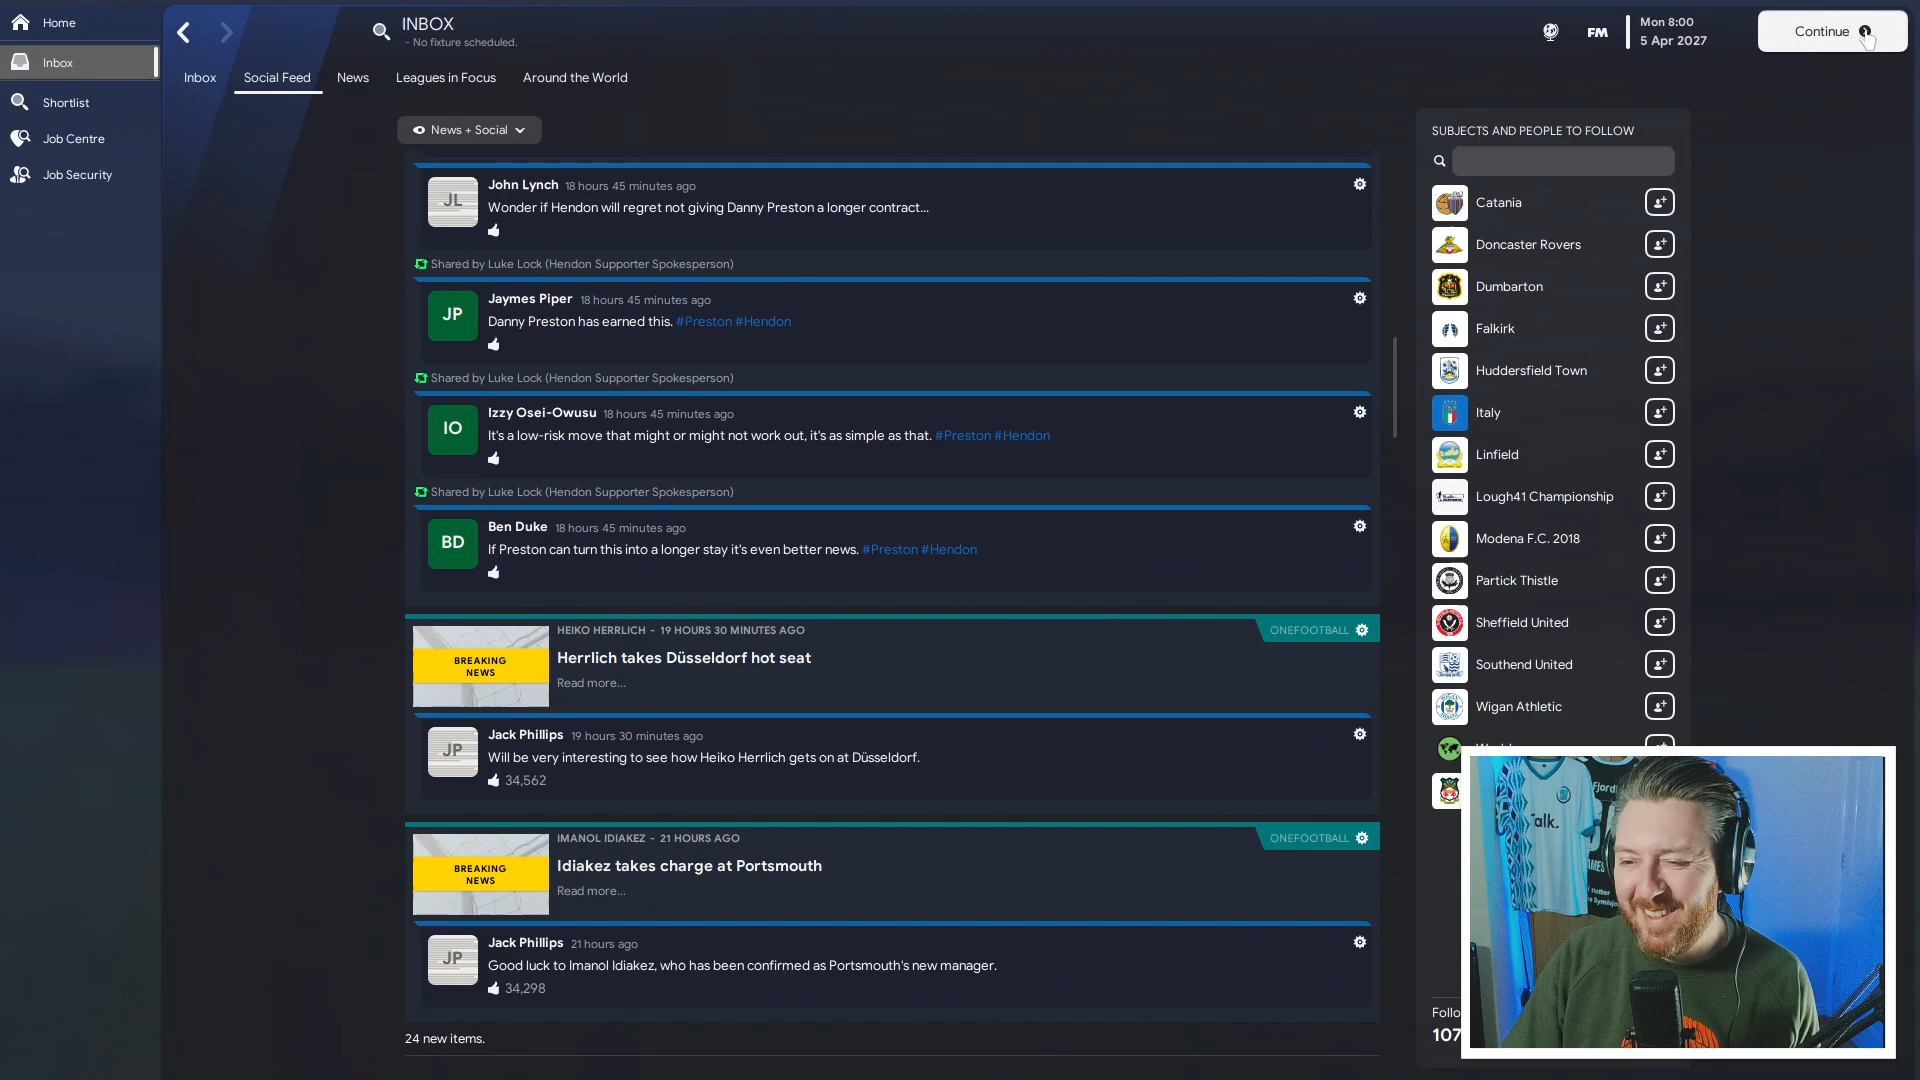 Home
Inbox
Shortlist
Job Centre
Job Security
INBOX
- No fixture scheduled.
FM
Mon 8:00
5 Apr 2027
Continue
Inbox
Social Feed
News
Leagues in Focus
Around the World
News + Social
JL
John Lynch 18 hours 45 minutes ago
Wonder if Hendon will regret not giving Danny Preston a longer contract...
Shared by Luke Lock (Hendon Supporter Spokesperson)
JP
Jaymes Piper 18 hours 45 minutes ago
Danny Preston has earned this. #Preston #Hendon
Shared by Luke Lock (Hendon Supporter Spokesperson)
IO
Izzy Osei-Owusu 18 hours 45 minutes ago
It's a low-risk move that might or might not work out, it's as simple as that. #Preston #Hendon
Shared by Luke Lock (Hendon Supporter Spokesperson)
BD
Ben Duke 18 hours 45 minutes ago
If Preston can turn this into a longer stay it's even better news. #Preston #Hendon
BREAKING
NEWS
HEIKO HERRLICH - 19 HOURS 30 MINUTES AGO
ONEFOOTBALL
Herrlich takes Düsseldorf hot seat
Read more...
JP
Jack Phillips 19 hours 30 minutes ago
Will be very interesting to see how Heiko Herrlich gets on at Düsseldorf.
34,562
BREAKING
NEWS
IMANOL IDIAKEZ - 21 HOURS AGO
ONEFOOTBALL
Idiakez takes charge at Portsmouth
Read more...
JP
Jack Phillips 21 hours ago
Good luck to Imanol Idiakez, who has been confirmed as Portsmouth's new manager.
34,298
24 new items.
SUBJECTS AND PEOPLE TO FOLLOW
Catania
Doncaster Rovers
Dumbarton
Falkirk
Huddersfield Town
Italy
Linfield
Lough41 Championship
Modena F.C. 2018
Partick Thistle
Sheffield United
Southend United
Wigan Athletic
Follo
107
Talk.